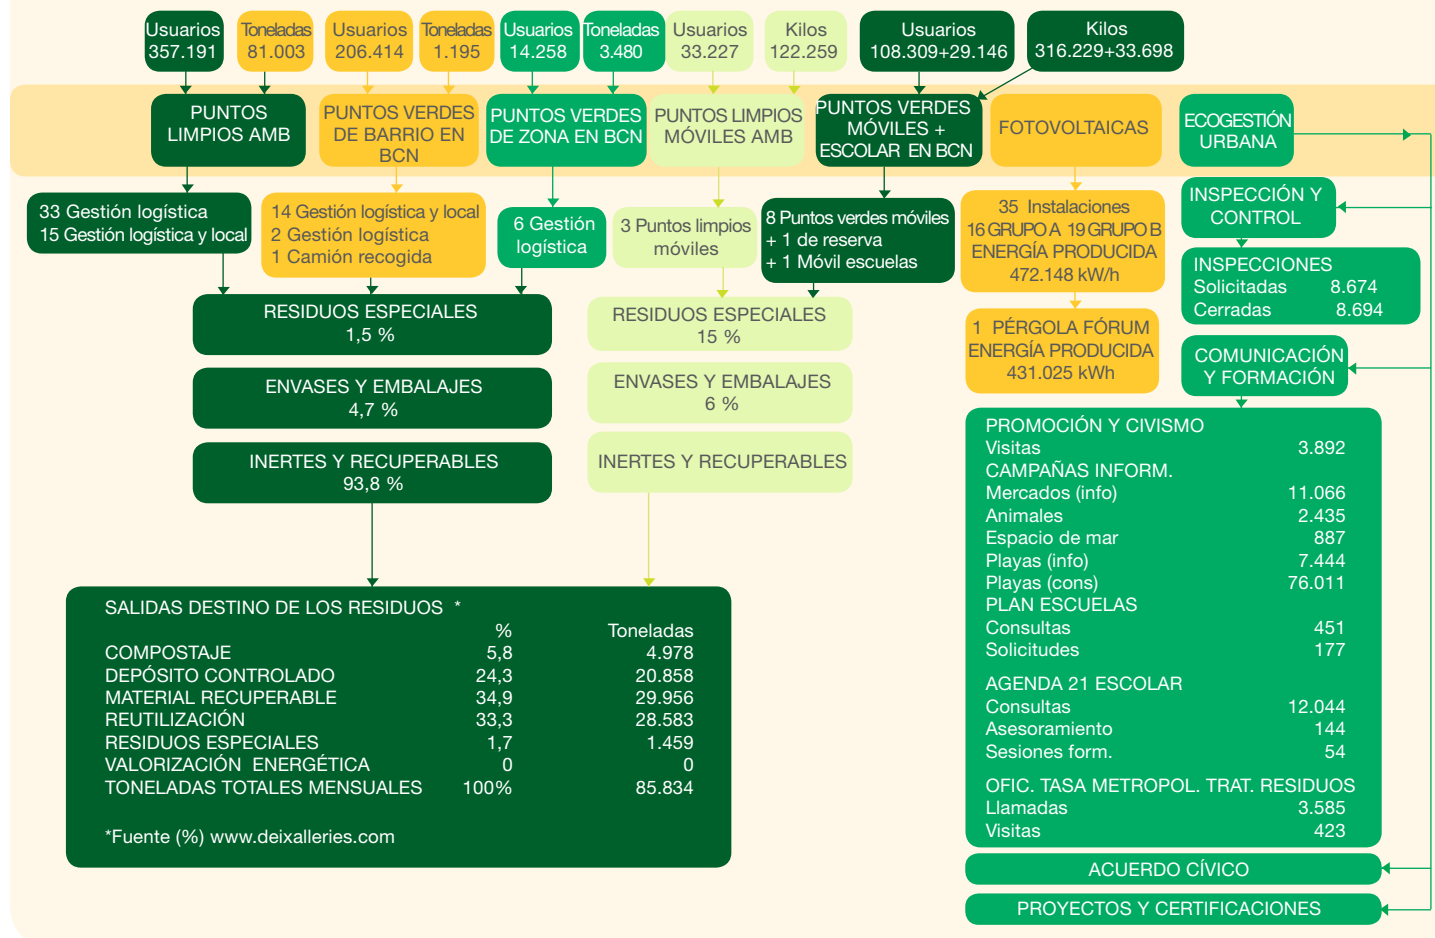 Usuarios
357.191
Toneladas
81.003
Usuarios
206.414
Toneladas
1.195
Usuarios
14.258
Toneladas
3.480
Usuarios
33.227
Kilos
122.259
Usuarios
108.309+29.146
Kilos
316.229+33.698
PUNTOS
LIMPIOS AMB
PUNTOS VERDES
DE BARRIO EN
BCN
PUNTOS VERDES
DE ZONA EN BCN
PUNTOS LIMPIOS
MÓVILES AMB
PUNTOS VERDES
MÓVILES +
ESCOLAR EN BCN
FOTOVOLTAICAS
ECOGESTIÓN
URBANA
33 Gestión logística
15 Gestión logística y local
14 Gestión logística y local
2 Gestión logística
1 Camión recogida
6 Gestión
logística
3 Puntos limpios
móviles
8 Puntos verdes móviles
+ 1 de reserva
+ 1 Móvil escuelas
35 Instalaciones
16 GRUPO A 19 GRUPO B
ENERGÍA PRODUCIDA
472.148 kW/h
1 PÉRGOLA FÓRUM
ENERGÍA PRODUCIDA
431.025 kWh
INSPECCIÓN Y
CONTROL
INSPECCIONES
Solicitadas 8.674
Cerradas 8.694
COMUNICACIÓN
Y FORMACIÓN
RESIDUOS ESPECIALES
1,5 %
ENVASES Y EMBALAJES
4,7 %
INERTES Y RECUPERABLES
93,8 %
RESIDUOS ESPECIALES
15 %
ENVASES Y EMBALAJES
6 %
INERTES Y RECUPERABLES
SALIDAS DESTINO DE LOS RESIDUOS *
% Toneladas
COMPOSTAJE 5,8 4.978
DEPÓSITO CONTROLADO 24,3 20.858
MATERIAL RECUPERABLE 34,9 29.956
REUTILIZACIÓN 33,3 28.583
RESIDUOS ESPECIALES 1,7 1.459
VALORIZACIÓN ENERGÉTICA 0 0
TONELADAS TOTALES MENSUALES 100% 85.834
*Fuente (%) www.deixalleries.com
PROMOCIÓN Y CIVISMO
Visitas 3.892
CAMPAÑAS INFORM.
Mercados (info) 11.066
Animales 2.435
Espacio de mar 887
Playas (info) 7.444
Playas (cons) 76.011
PLAN ESCUELAS
Consultas 451
Solicitudes 177
AGENDA 21 ESCOLAR
Consultas 12.044
Asesoramiento 144
Sesiones form. 54
OFIC. TASA METROPOL. TRAT. RESIDUOS
Llamadas 3.585
Visitas 423
ACUERDO CÍVICO
PROYECTOS Y CERTIFICACIONES